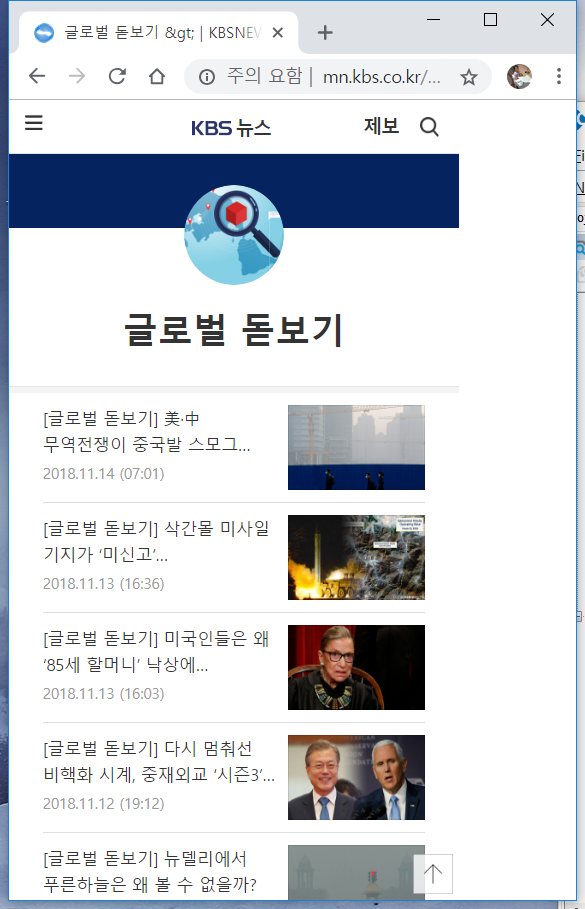 글로벌 돋보기 &gt; | KBSNEW
주의 요함 | mn.kbs.co.kr/...
KBS 뉴스
제보
글로벌 돋보기
[글로벌 돋보기] 美·中
무역전쟁이 중국발 스모그...
2018.11.14 (07:01)
[글로벌 돋보기] 삭간몰 미사일
기지가 ‘미신고’...
2018.11.13 (16:36)
[글로벌 돋보기] 미국인들은 왜
‘85세 할머니’ 낙상에...
2018.11.13 (16:03)
[글로벌 돋보기] 다시 멈춰선
비핵화 시계, 중재외교 ‘시즌3’...
2018.11.12 (19:12)
[글로벌 돋보기] 뉴델리에서
푸른하늘은 왜 볼 수 없을까?